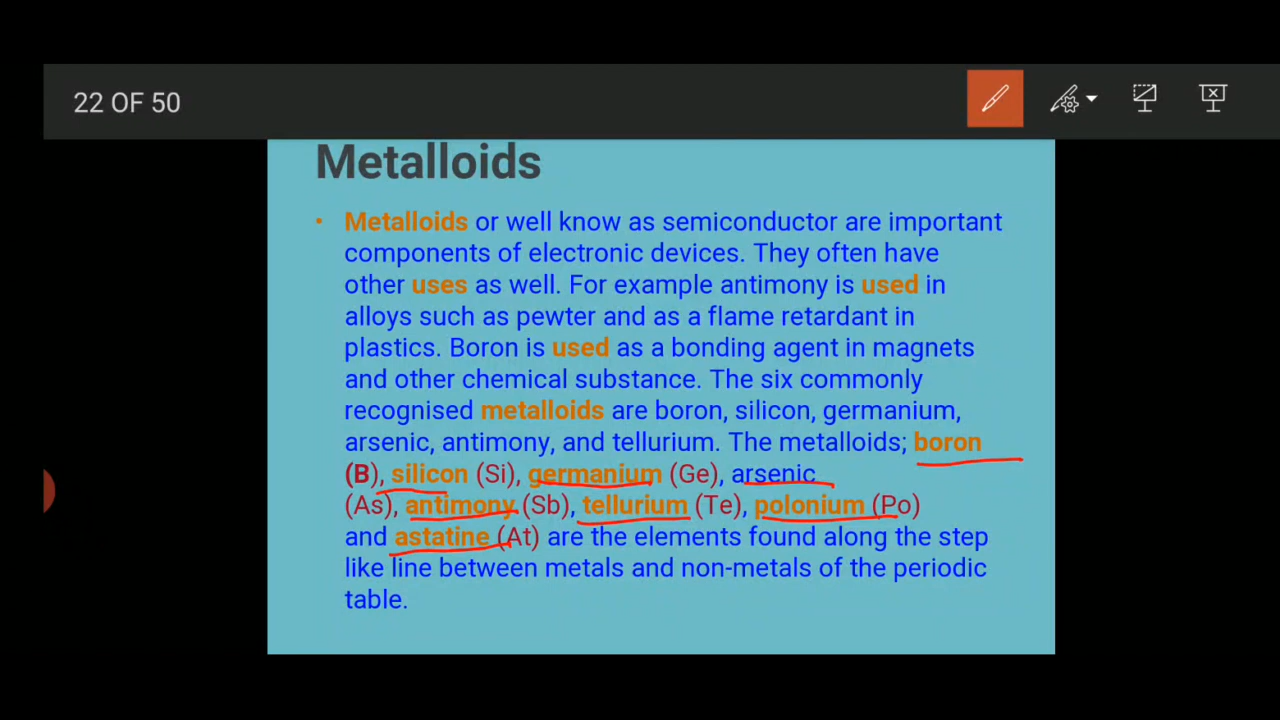 22 OF 50
Metalloids
▪ Metalloids or well know as semiconductor are important
components of electronic devices. They often have
other uses as well. For example antimony is used in
alloys such as pewter and as a flame retardant in
plastics. Boron is used as a bonding agent in magnets
and other chemical substance. The six commonly
recognised metalloids are boron, silicon, germanium,
arsenic, antimony, and tellurium. The metalloids; boron
(B), silicon (Si), germanium (Ge), arsenic
(As), antimony (Sb), tellurium (Te), polonium (Po)
and astatine (At) are the elements found along the step
like line between metals and non-metals of the periodic
table.